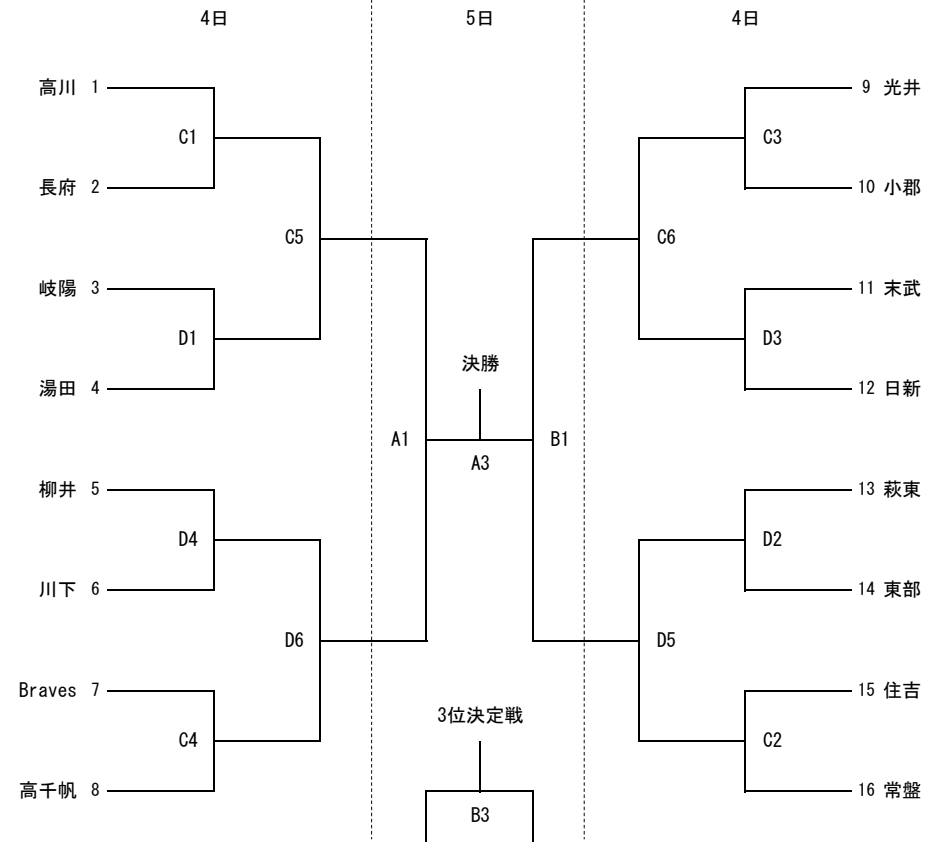 4日 5日 4日
高川 1 9 光井
C1 C3
長府 2 10 小郡
C5 C6
岐陽 3 11 末武
D1 D3
決勝
湯田 4 12 日新
A1 B1
A3
柳井 5 13 萩東
D4 D2
川下 6 14 東部
D6 D5
Braves 7 15 住吉
3位決定戦
C4 C2
高千帆 8 16 常盤
B3